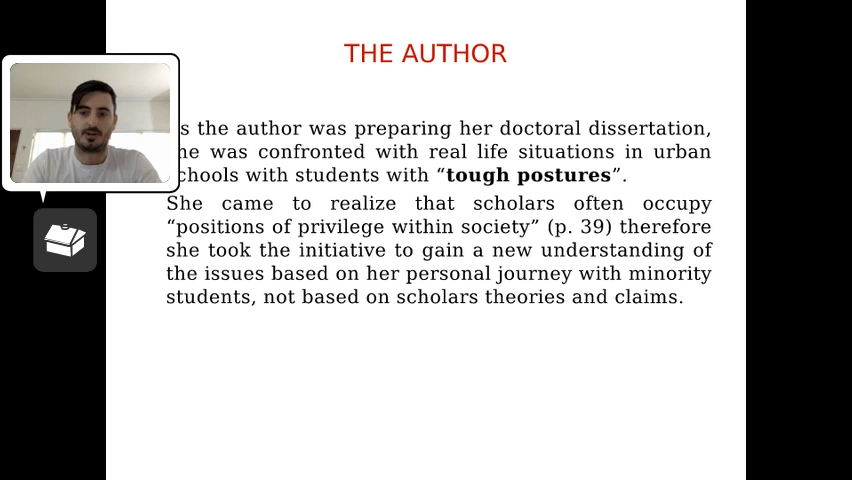 THE AUTHOR
s the author was preparing her doctoral dissertation,
he was confronted with real life situations in urban
chools with students with “tough postures”.
She came to realize that scholars often occupy
“positions of privilege within society” (p. 39) therefore
she took the initiative to gain a new understanding of
the issues based on her personal journey with minority
students, not based on scholars theories and claims.